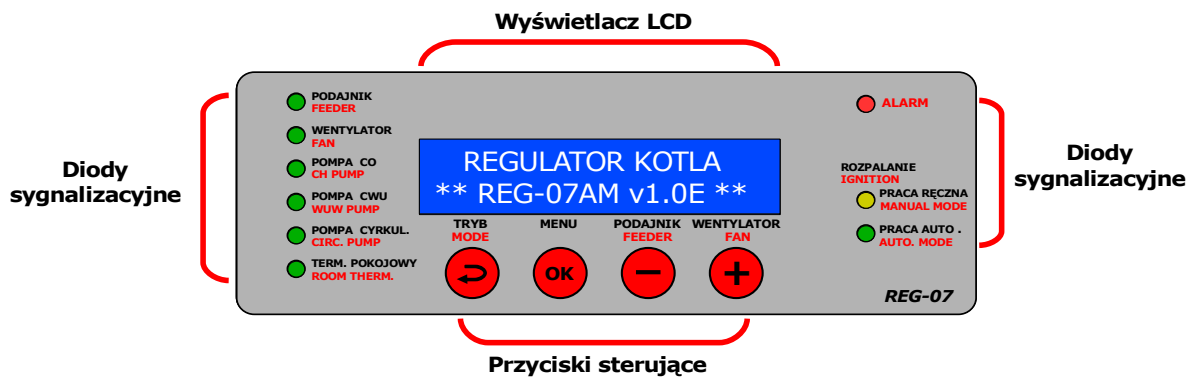 Wyświetlacz LCD
PODAJNIK
FEEDER
WENTYLATOR
FAN
POMPA CO
CH PUMP
POMPA CWU
WUW PUMP
POMPA CYRKUL.
CIRC. PUMP
TERM. POKOJOWY
ROOM THERM.
Diody
sygnalizacyjne
REGULATOR KOTLA
** REG-07AM v1.0E **
TRYB
MODE
MENU
PODAJNIK
FEEDER
WENTYLATOR
FAN
OK
ALARM
ROZPALANIE
IGNITION
PRACA RĘCZNA
MANUAL MODE
PRACA AUTO .
AUTO. MODE
REG-07
Diody
sygnalizacyjne
Przyciski sterujące